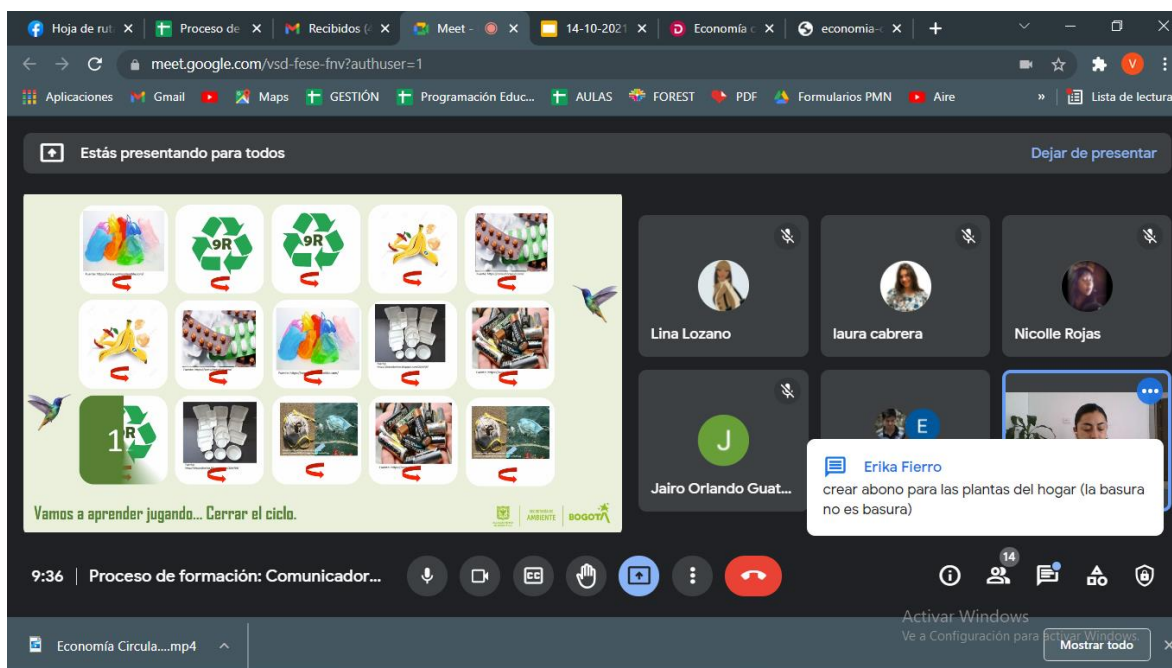 Hoja de rut
Proceso de
Recibidos (4
Meet -
14-10-2021
Economía c
economia-c
meet.google.com/vsd-fese-fnv?authuser=1
V
Aplicaciones
Gmail
Maps
GESTIÓN
Programación Educ...
AULAS
FOREST
PDF
Formularios PMN
Aire
»
Lista de lectura
Estás presentando para todos
Dejar de presentar
9R
9R
1
R
Vamos a aprender jugando... Cerrar el ciclo.
AMBIENTE
BOGOTÁ
Lina Lozano
laura cabrera
Nicolle Rojas
J
Jairo Orlando Guat...
E
Erika Fierro
crear abono para las plantas del hogar (la basura
no es basura)
9:36 | Proceso de formación: Comunicador...
14
Activar Windows
Ve a Configuración para activar Windows.
Economía Circula....mp4
Mostrar todo